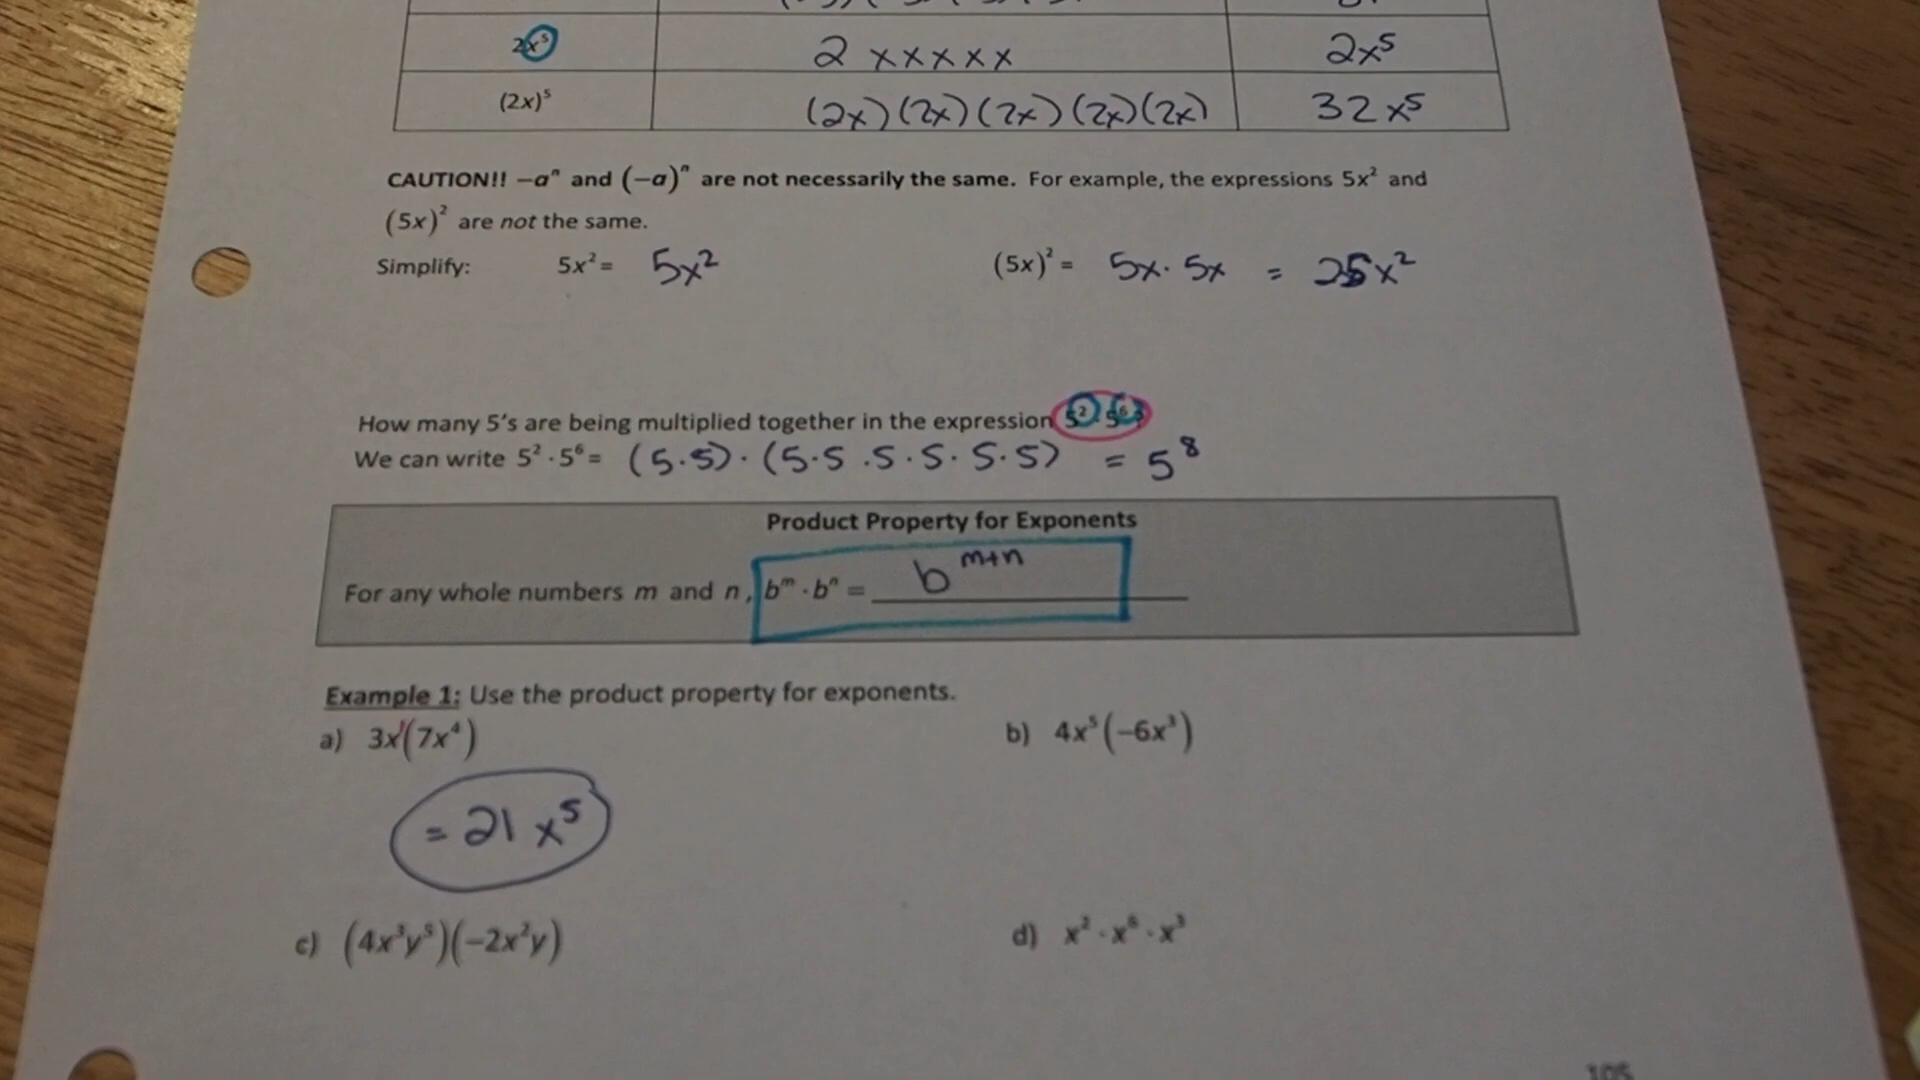 2x⁵ 2 xxxxx 2x⁵
(2x)⁵ (2x)(2x)(2x)(2x)(2x) 32x⁵
CAUTION!! −aⁿ and (−a)ⁿ are not necessarily the same. For example, the expressions 5x² and
(5x)² are not the same.
Simplify: 5x² = 5x² (5x)² = 5x · 5x = 25x²
How many 5's are being multiplied together in the expression 5² · 5⁶?
We can write 5² · 5⁶ = (5·5)·(5·5·5·5·5·5) = 5⁸
Product Property for Exponents
For any whole numbers m and n, bᵐ · bⁿ = b^(m+n)
Example 1: Use the product property for exponents.
a) 3x¹(7x⁴) b) 4x⁵(−6x³)
= 21x⁵
c) (4x³y⁵)(−2x²y) d) x² · x⁶ · x³
105